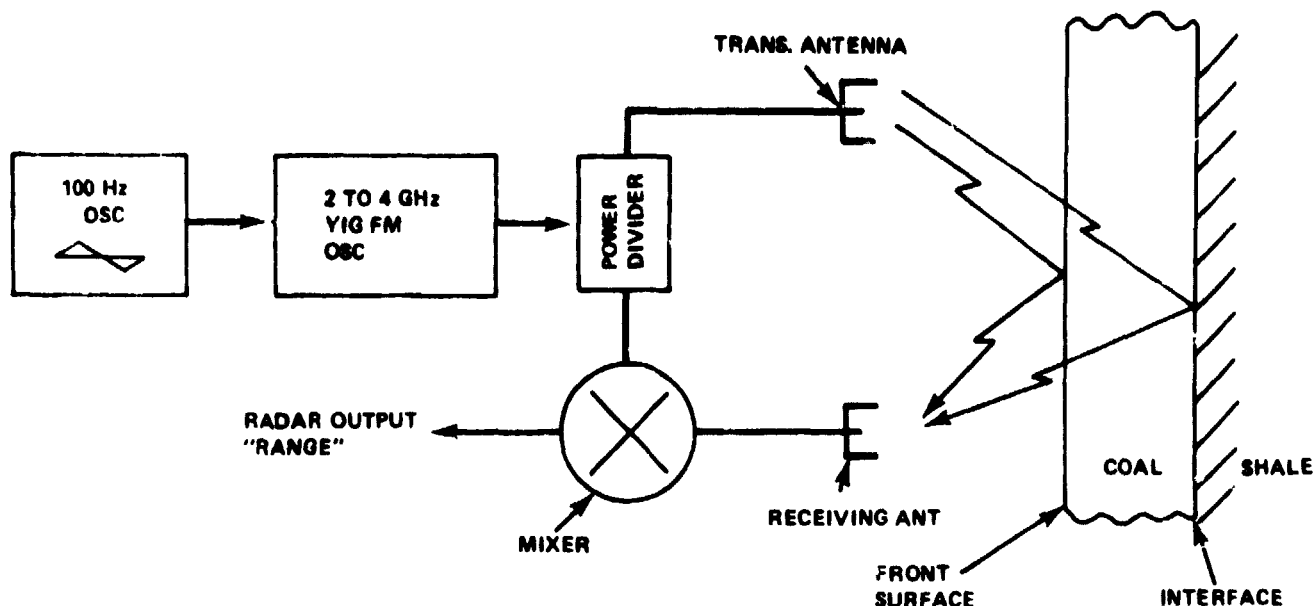 TRANS. ANTENNA
100 Hz
OSC
2 TO 4 GHz
YIG FM
OSC
POWER
DIVIDER
RADAR OUTPUT
"RANGE"
MIXER
RECEIVING ANT
COAL
SHALE
FRONT
SURFACE
INTERFACE